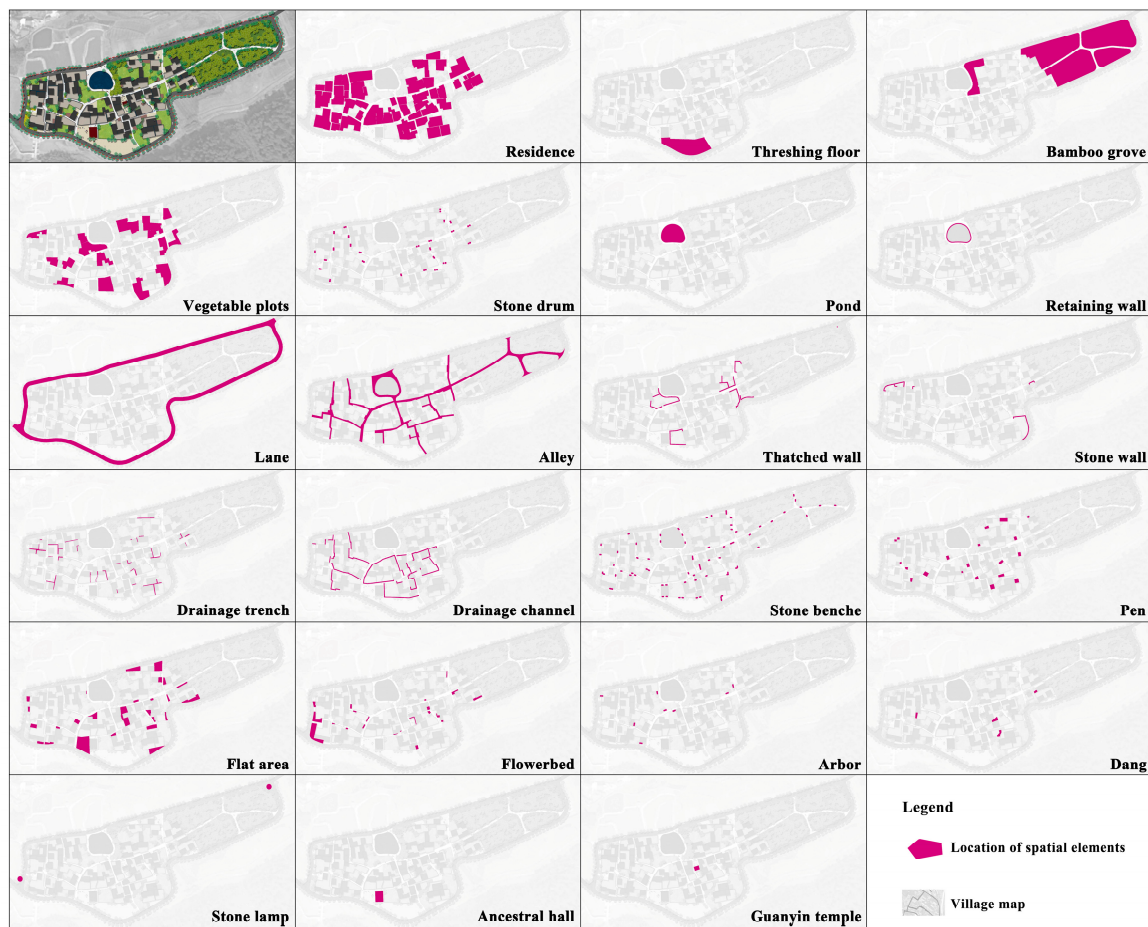 Residence
Threshing floor
Bamboo grove
Vegetable plots
Stone drum
Pond
Retaining wall
Lane
Alley
Thatched wall
Stone wall
Drainage trench
Drainage channel
Stone benche
Pen
Flat area
Flowerbed
Arbor
Dang
Stone lamp
Ancestral hall
Guanyin temple
Legend
Location of spatial elements
Village map